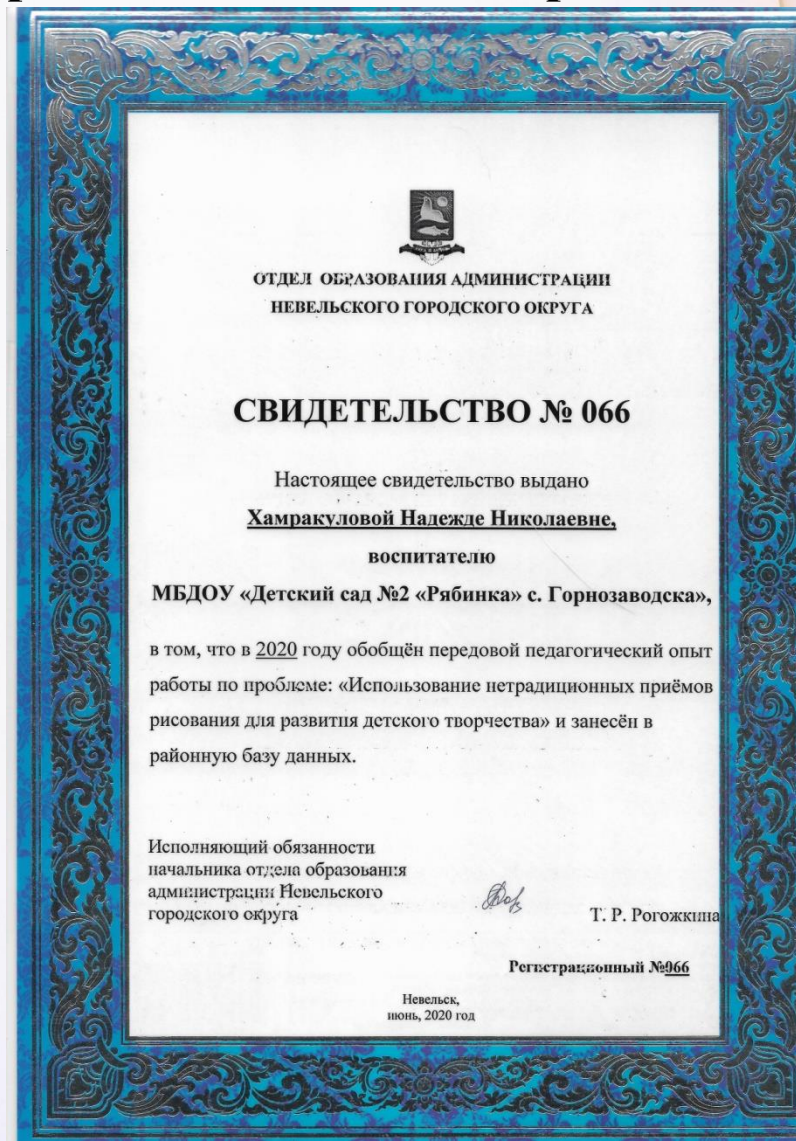 ОТДЕЛ ОБРАЗОВАНИЯ АДМИНИСТРАЦИИ
НЕВЕЛЬСКОГО ГОРОДСКОГО ОКРУГА
СВИДЕТЕЛЬСТВО № 066
Настоящее свидетельство выдано
Хамракуловой Надежде Николаевне,
воспитателю
МБДОУ «Детский сад №2 «Рябинка» с. Горнозаводска»,
в том, что в 2020 году обобщён передовой педагогический опыт
работы по проблеме: «Использование нетрадиционных приёмов
рисования для развития детского творчества» и занесён в
районную базу данных.
Исполняющий обязанности
начальника отдела образования
администрации Невельского
городского округа
Т. Р. Рогожкина
Регистрационный №066
Невельск,
июнь, 2020 год